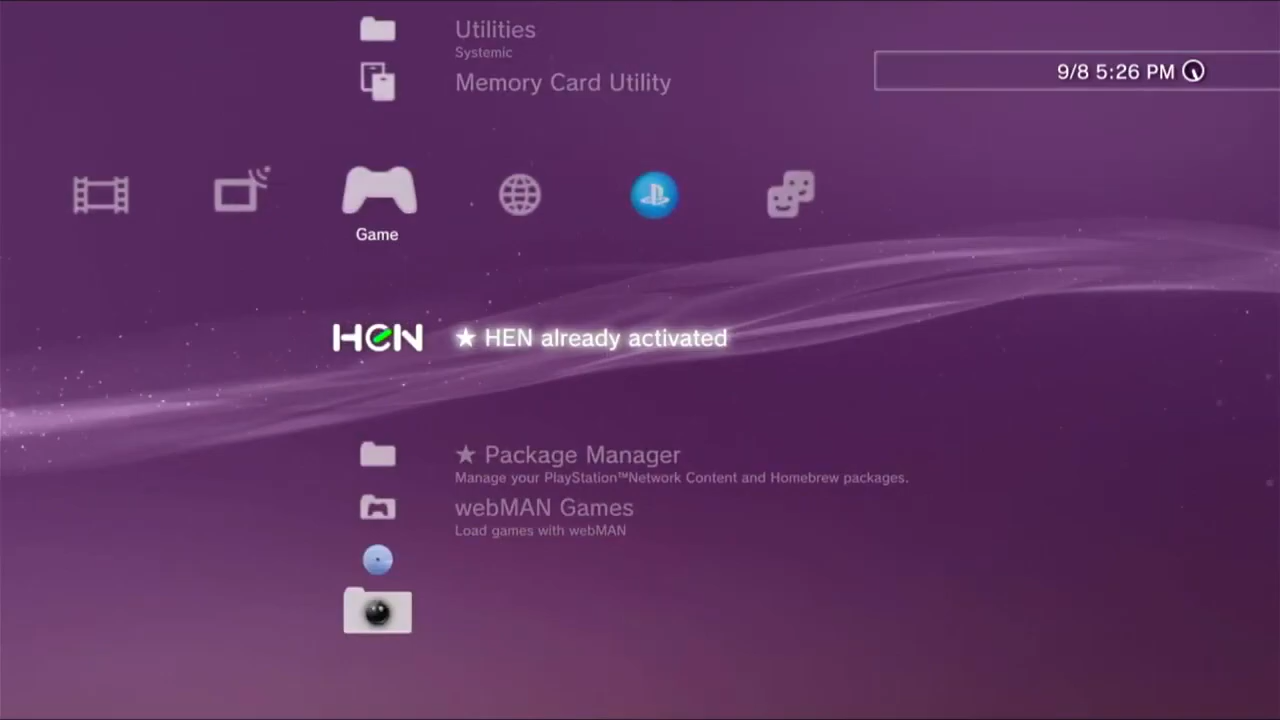 Utilities
Systemic
Memory Card Utility
9/8 5:26 PM
Game
HEN
★ HEN already activated
★ Package Manager
Manage your PlayStation™Network Content and Homebrew packages.
webMAN Games
Load games with webMAN